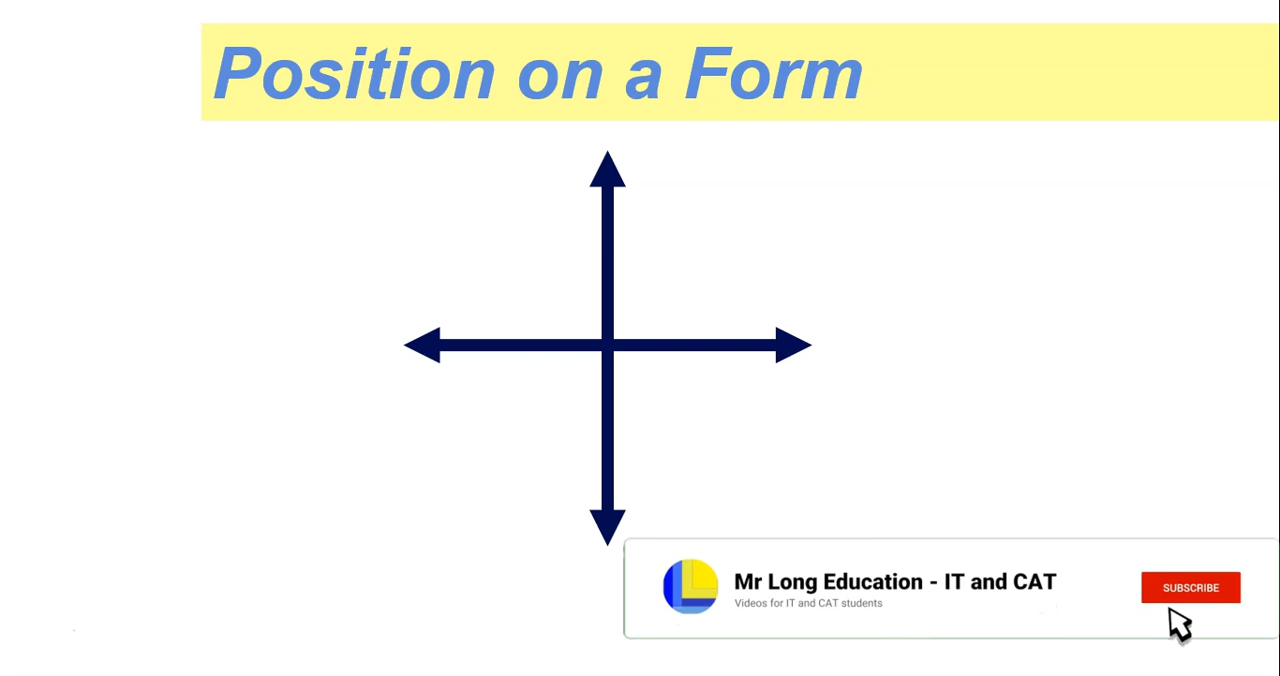 Position on a Form
Mr Long Education - IT and CAT
Videos for IT and CAT students
SUBSCRIBE